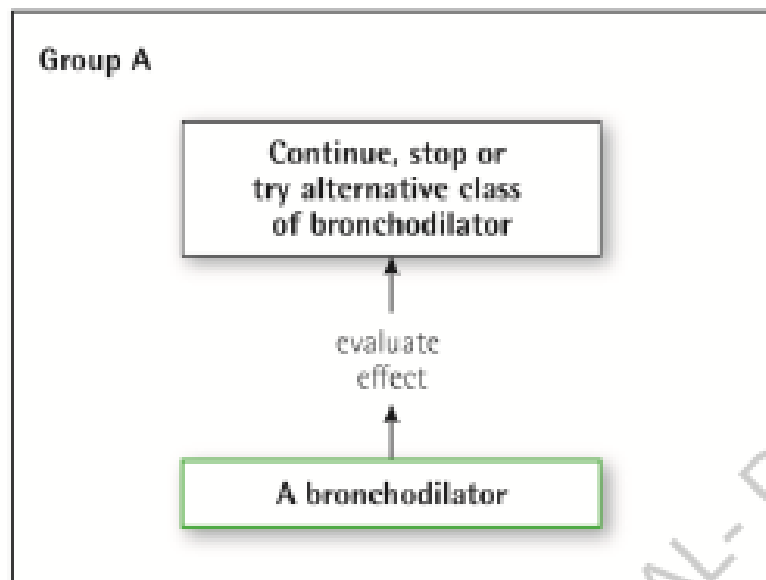 Group A
Continue, stop or
try alternative class
of bronchodilator
evaluate
effect
A bronchodilator